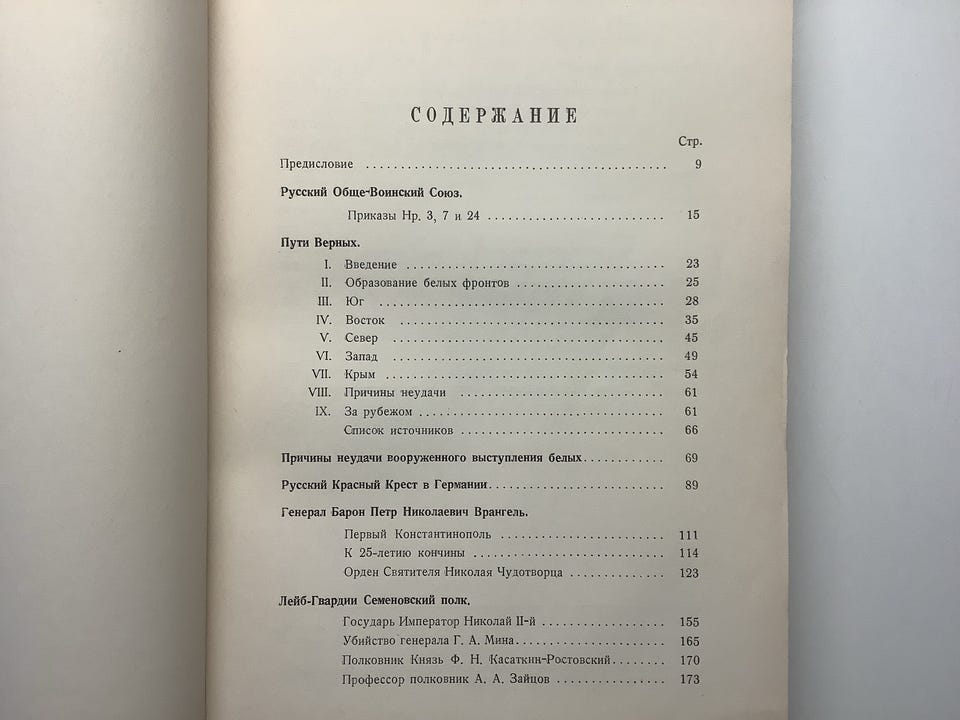 СОДЕРЖАНИЕ
Стр.
Предисловие ........................................ 9
Русский Обще-Воинский Союз.
Приказы Нр. 3, 7 и 24 .......................... 15
Пути Верных.
I. Введение .................................... 23
II. Образование белых фронтов ...................... 25
III. Юг .................................... 28
IV. Восток .................................... 35
V. Север .................................... 45
VI. Запад .................................... 49
VII. Крым .................................... 54
VIII. Причины неудачи .............................. 61
IX. За рубежом .................................... 61
Список источников .............................. 66
Причины неудачи вооруженного выступления белых ............ 69
Русский Красный Крест в Германии .......................... 89
Генерал Барон Петр Николаевич Врангель.
Первый Константинополь ........................ 111
К 25-летию кончины ............................ 114
Орден Святителя Николая Чудотворца .............. 123
Лейб-Гвардии Семеновский полк.
Государь Император Николай II-й .................. 155
Убийство генерала Г. А. Мина ...................... 165
Полковник Князь Ф. Н. Касаткин-Ростовский ........ 170
Профессор полковник А. А. Зайцов ................ 173